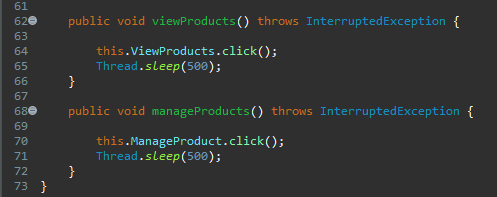 61
62 public void viewProducts() throws InterruptedException {
63
64 this.ViewProducts.click();
65 Thread.sleep(500);
66 }
67
68 public void manageProducts() throws InterruptedException {
69
70 this.ManageProduct.click();
71 Thread.sleep(500);
72 }
73 }